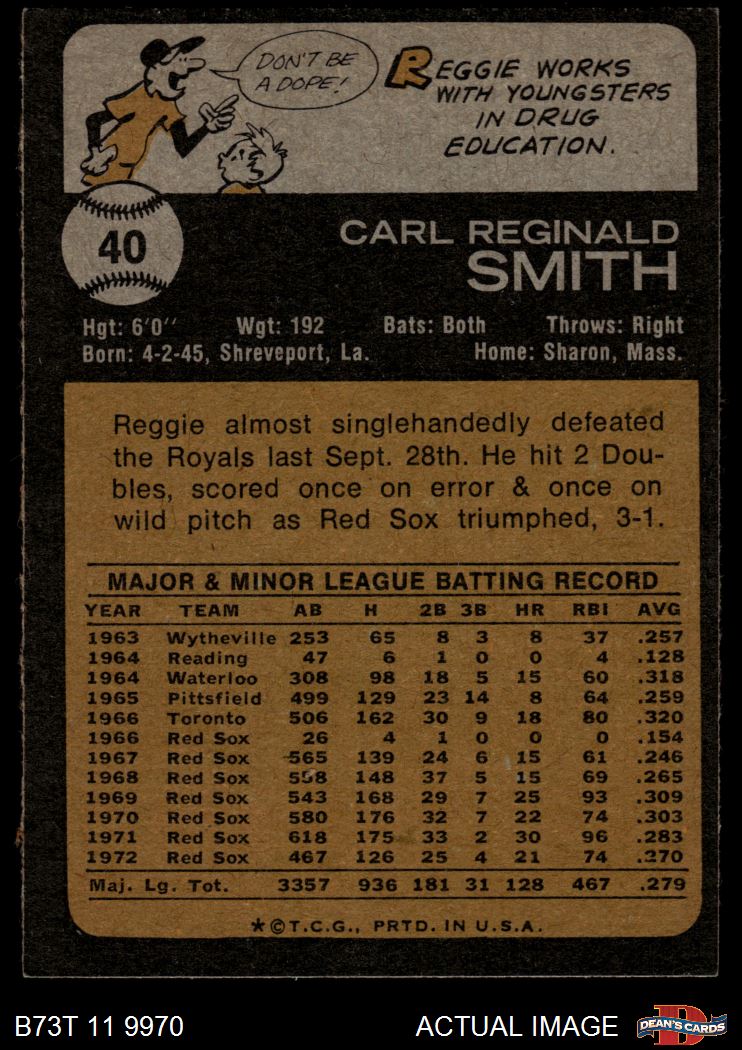 DON'T BE
A DOPE!
REGGIE WORKS
WITH YOUNGSTERS
IN DRUG
EDUCATION.
40
CARL REGINALD
SMITH
Hgt: 6'0'' Wgt: 192 Bats: Both Throws: Right
Born: 4-2-45, Shreveport, La. Home: Sharon, Mass.
Reggie almost singlehandedly defeated
the Royals last Sept. 28th. He hit 2 Dou-
bles, scored once on error & once on
wild pitch as Red Sox triumphed, 3-1.
MAJOR & MINOR LEAGUE BATTING RECORD
YEAR TEAM AB H 2B 3B HR RBI AVG
1963 Wytheville 253 65 8 3 8 37 .257
1964 Reading 47 6 1 0 0 4 .128
1964 Waterloo 308 98 18 5 15 60 .318
1965 Pittsfield 499 129 23 14 8 64 .259
1966 Toronto 506 162 30 9 18 80 .320
1966 Red Sox 26 4 1 0 0 0 .154
1967 Red Sox 565 139 24 6 15 61 .246
1968 Red Sox 558 148 37 5 15 69 .265
1969 Red Sox 543 168 29 7 25 93 .309
1970 Red Sox 580 176 32 7 22 74 .303
1971 Red Sox 618 175 33 2 30 96 .283
1972 Red Sox 467 126 25 4 21 74 .270
Maj. Lg. Tot. 3357 936 181 31 128 467 .279
*©T.C.G., PRTD. IN U.S.A.
B73T 11 9970 ACTUAL IMAGE D DEAN'S CARDS